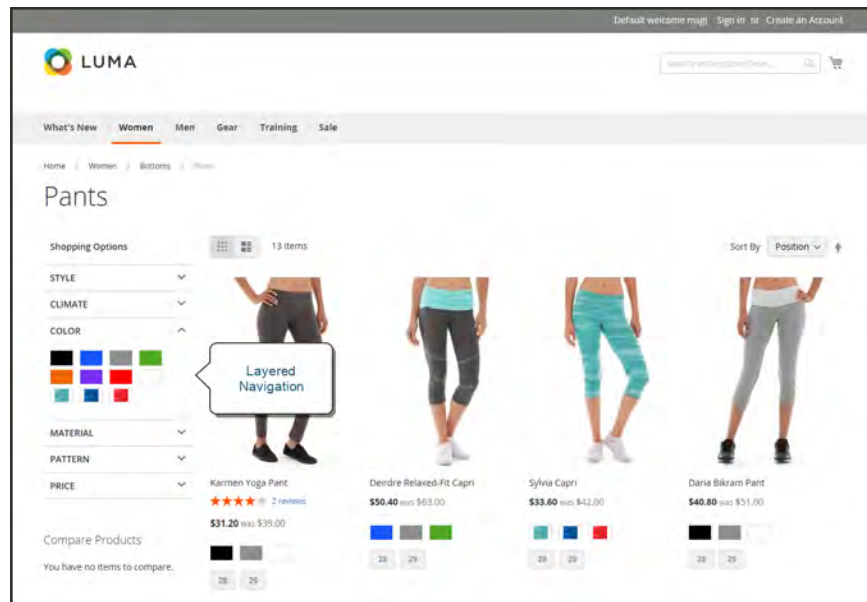 Default welcome msg! Sign in or Create an Account
LUMA
Search entire store here...
What's New Women Men Gear Training Sale
Home / Women / Bottoms /
Pants
Shopping Options
13 items
Sort By Position
STYLE
CLIMATE
COLOR
Layered
Navigation
MATERIAL
PATTERN
PRICE
Karmen Yoga Pant
2 reviews
$31.20 was $39.00
28 29
Deirdre Relaxed-Fit Capri
$50.40 was $63.00
28 29
Sylvia Capri
$33.60 was $42.00
28 29
Daria Bikram Pant
$40.80 was $51.00
28 29
Compare Products
You have no items to compare.